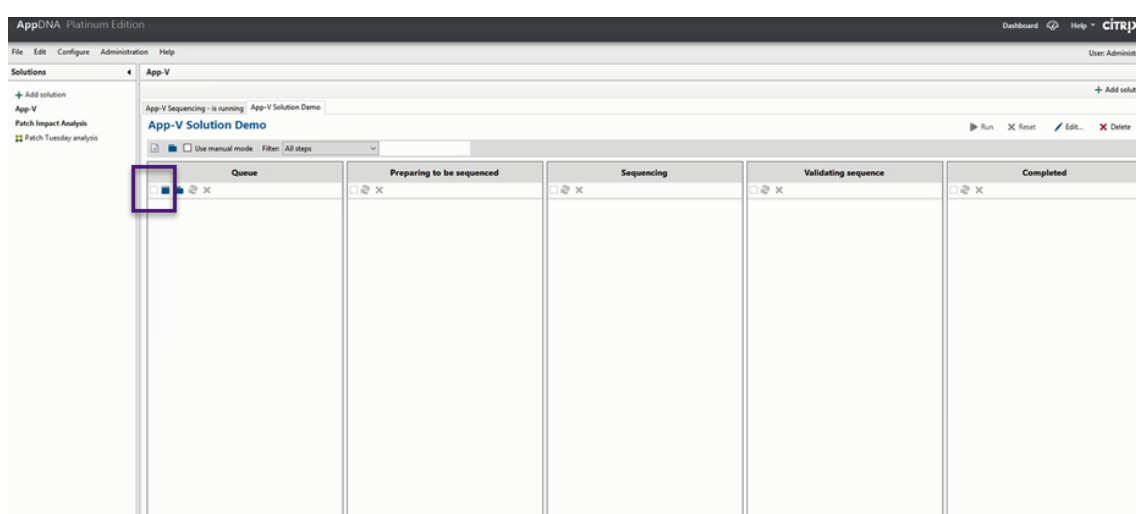 AppDNA Platinum Edition
Dashboard Help CITRIX
File Edit Configure Administration Help
User: Administ
Solutions
App-V
Add solution
Add solut
App-V
Patch Impact Analysis
Patch Tuesday analysis
App-V Sequencing - is running App-V Solution Demo
App-V Solution Demo
Run Reset Edit... Delete
Use manual mode Filter: All steps
Queue Preparing to be sequenced Sequencing Validating sequence Completed